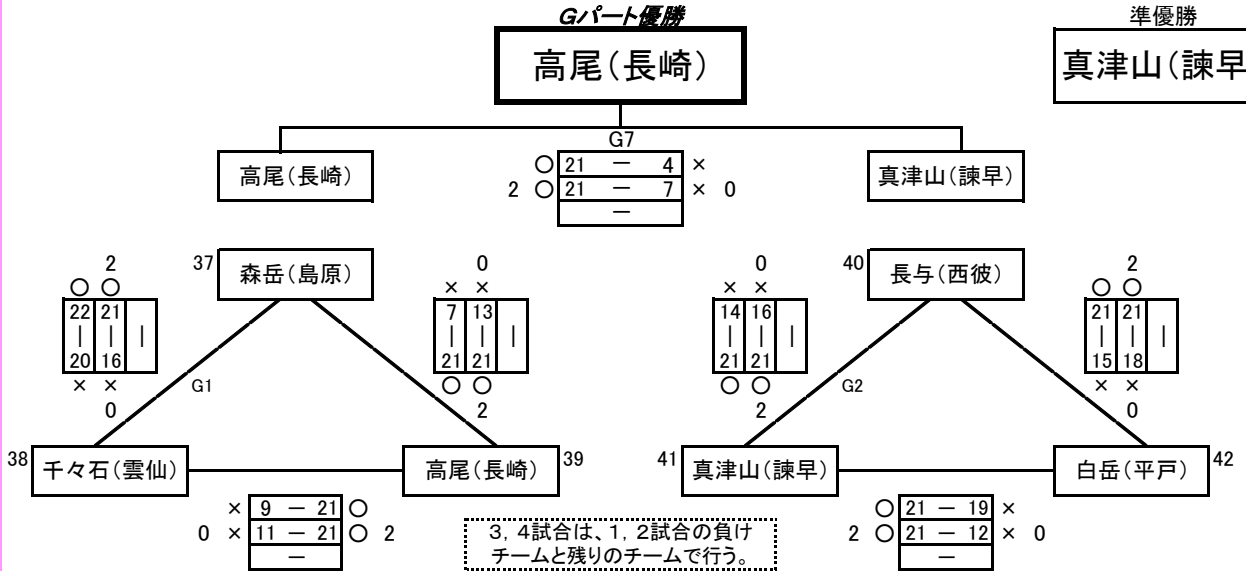 Gパート優勝
準優勝
高尾（長崎）
真津山（諫早
G7
高尾（長崎）
○ 21 － 4 ×
2 ○ 21 － 7 × 0
－
真津山（諫早）
2
○ ○
22 21
| | |
20 16
× ×
0
37 森岳（島原）
0
× ×
7 13
| | |
21 21
○ ○
2
G1
38 千々石（雲仙）
高尾（長崎） 39
× 9 － 21 ○
0 × 11 － 21 ○ 2
－
0
× ×
14 16
| | |
21 21
○ ○
2
40 長与（西彼）
2
○ ○
21 21
| | |
15 18
× ×
0
G2
41 真津山（諫早）
白岳（平戸） 42
○ 21 － 19 ×
2 ○ 21 － 12 × 0
－
3，4試合は、1，2試合の負け
チームと残りのチームで行う。